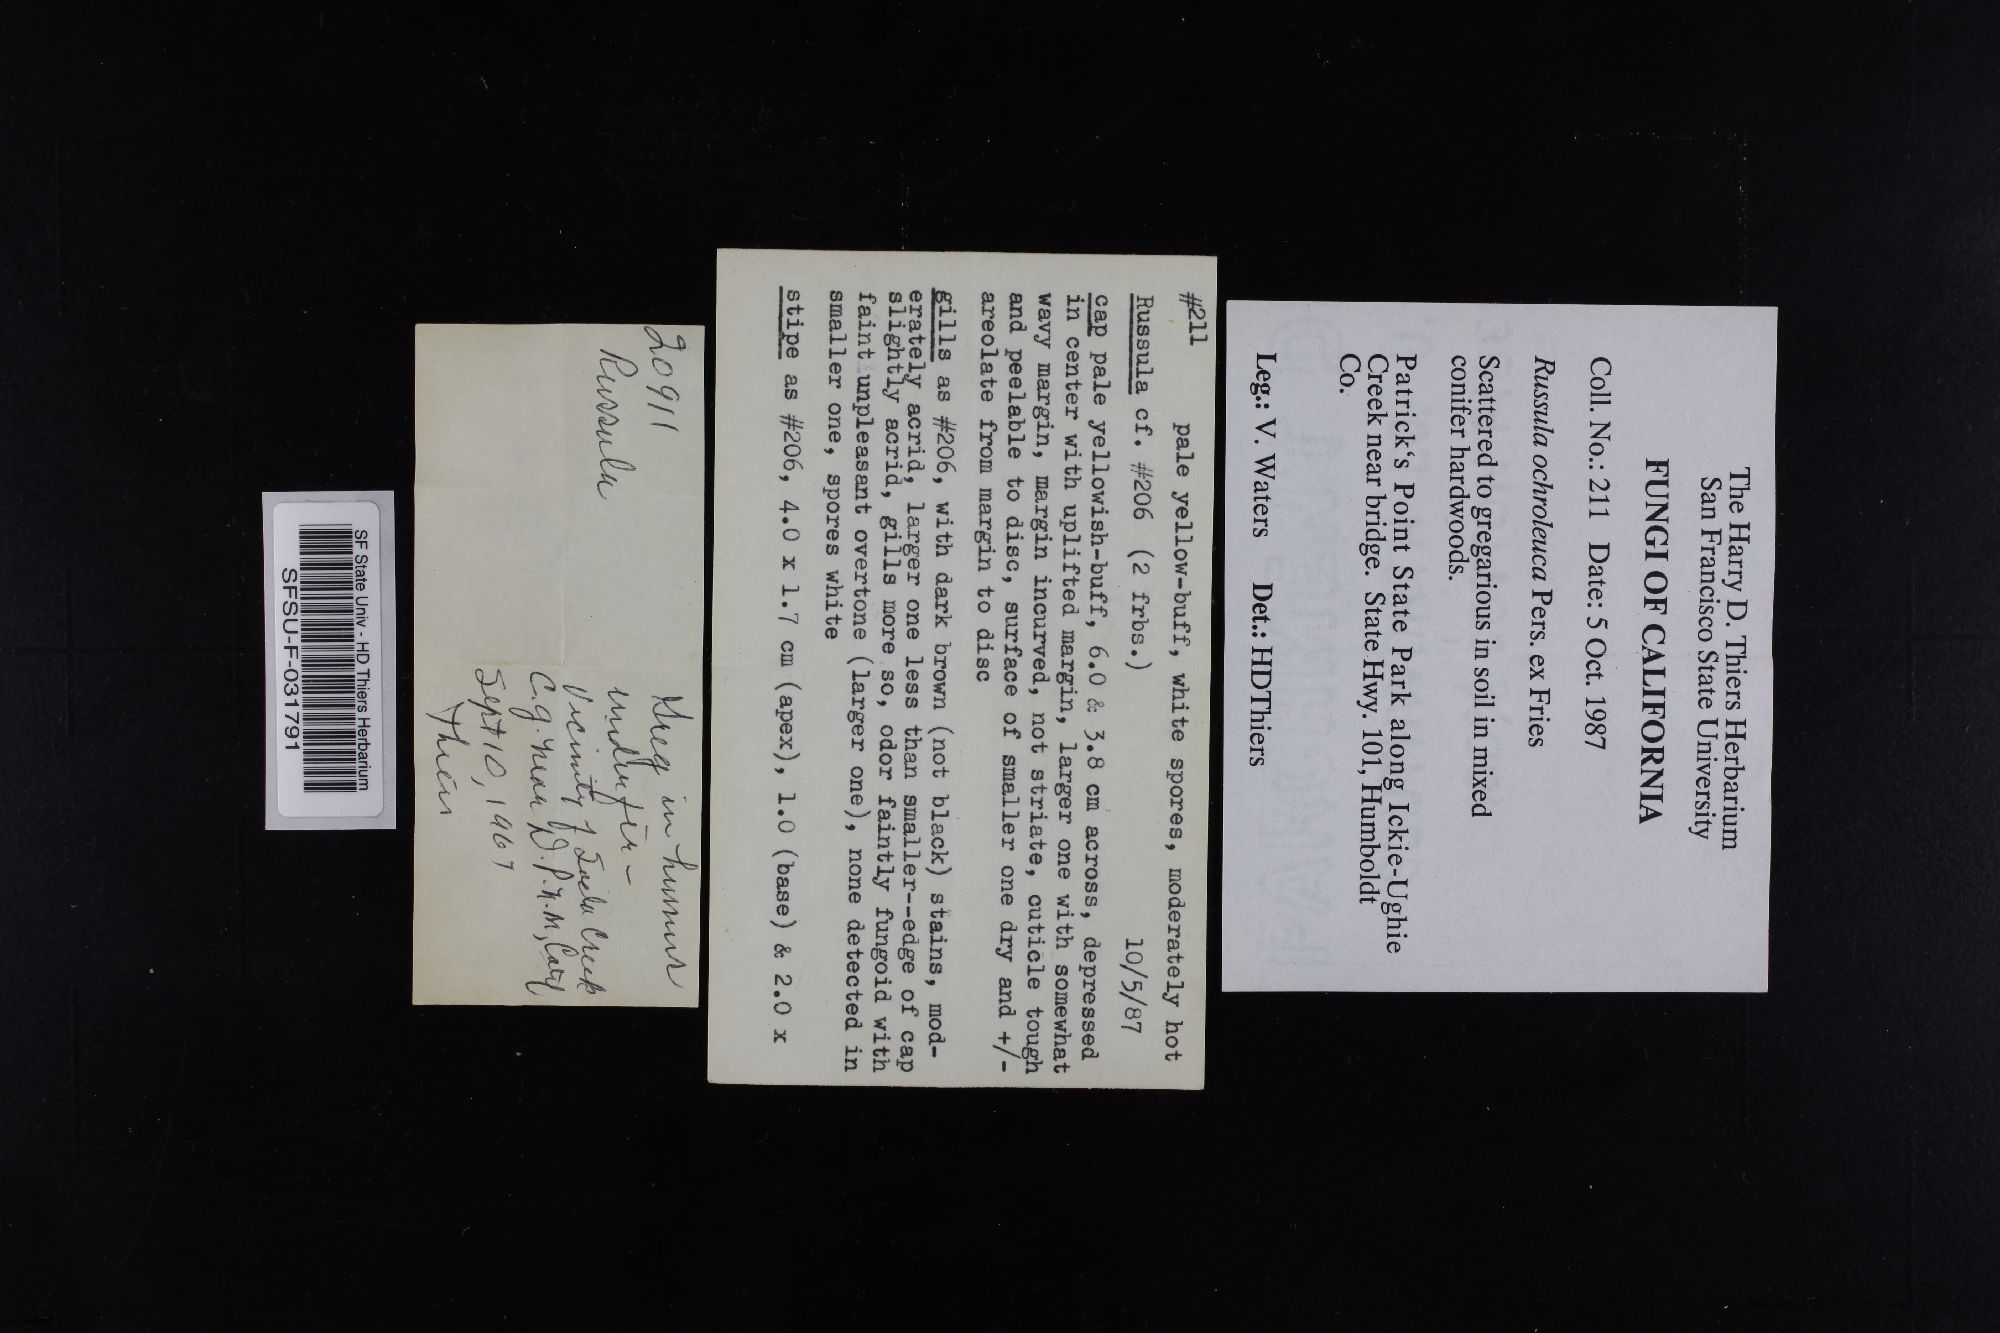 The Harry D. Thiers Herbarium
San Francisco State University
FUNGI OF CALIFORNIA
Coll. No.: 211 Date: 5 Oct. 1987
Russula ochroleuca Pers. ex Fries
Scattered to gregarious in soil in mixed
conifer hardwoods.
Patrick's Point State Park along Ickie-Ughie
Creek near bridge. State Hwy. 101, Humboldt
Co.
Leg.: V. Waters Det.: HDThiers
#211 pale yellow-buff, white spores, moderately hot
Russula cf. #206 (2 frbs.) 10/5/87
cap pale yellowish-buff, 6.0 & 3.8 cm across, depressed
in center with uplifted margin, larger one with somewhat
wavy margin, margin incurved, not striate, cuticle tough
and peelable to disc, surface of smaller one dry and +/-
areolate from margin to disc
gills as #206, with dark brown (not black) stains, mod-
erately acrid, larger one less than smaller--edge of cap
slightly acrid, gills more so, odor faintly fungoid with
faint unpleasant overtone (larger one), none detected in
smaller one, spores white
stipe as #206, 4.0 x 1.7 cm (apex), 1.0 (base) & 2.0 x
20911
Russula
Greg in humus
under fir -
Vicinity of Creek
Sept 10, 1967
Thiers
SF State Univ - HD Thiers Herbarium
SFSU-F-031791